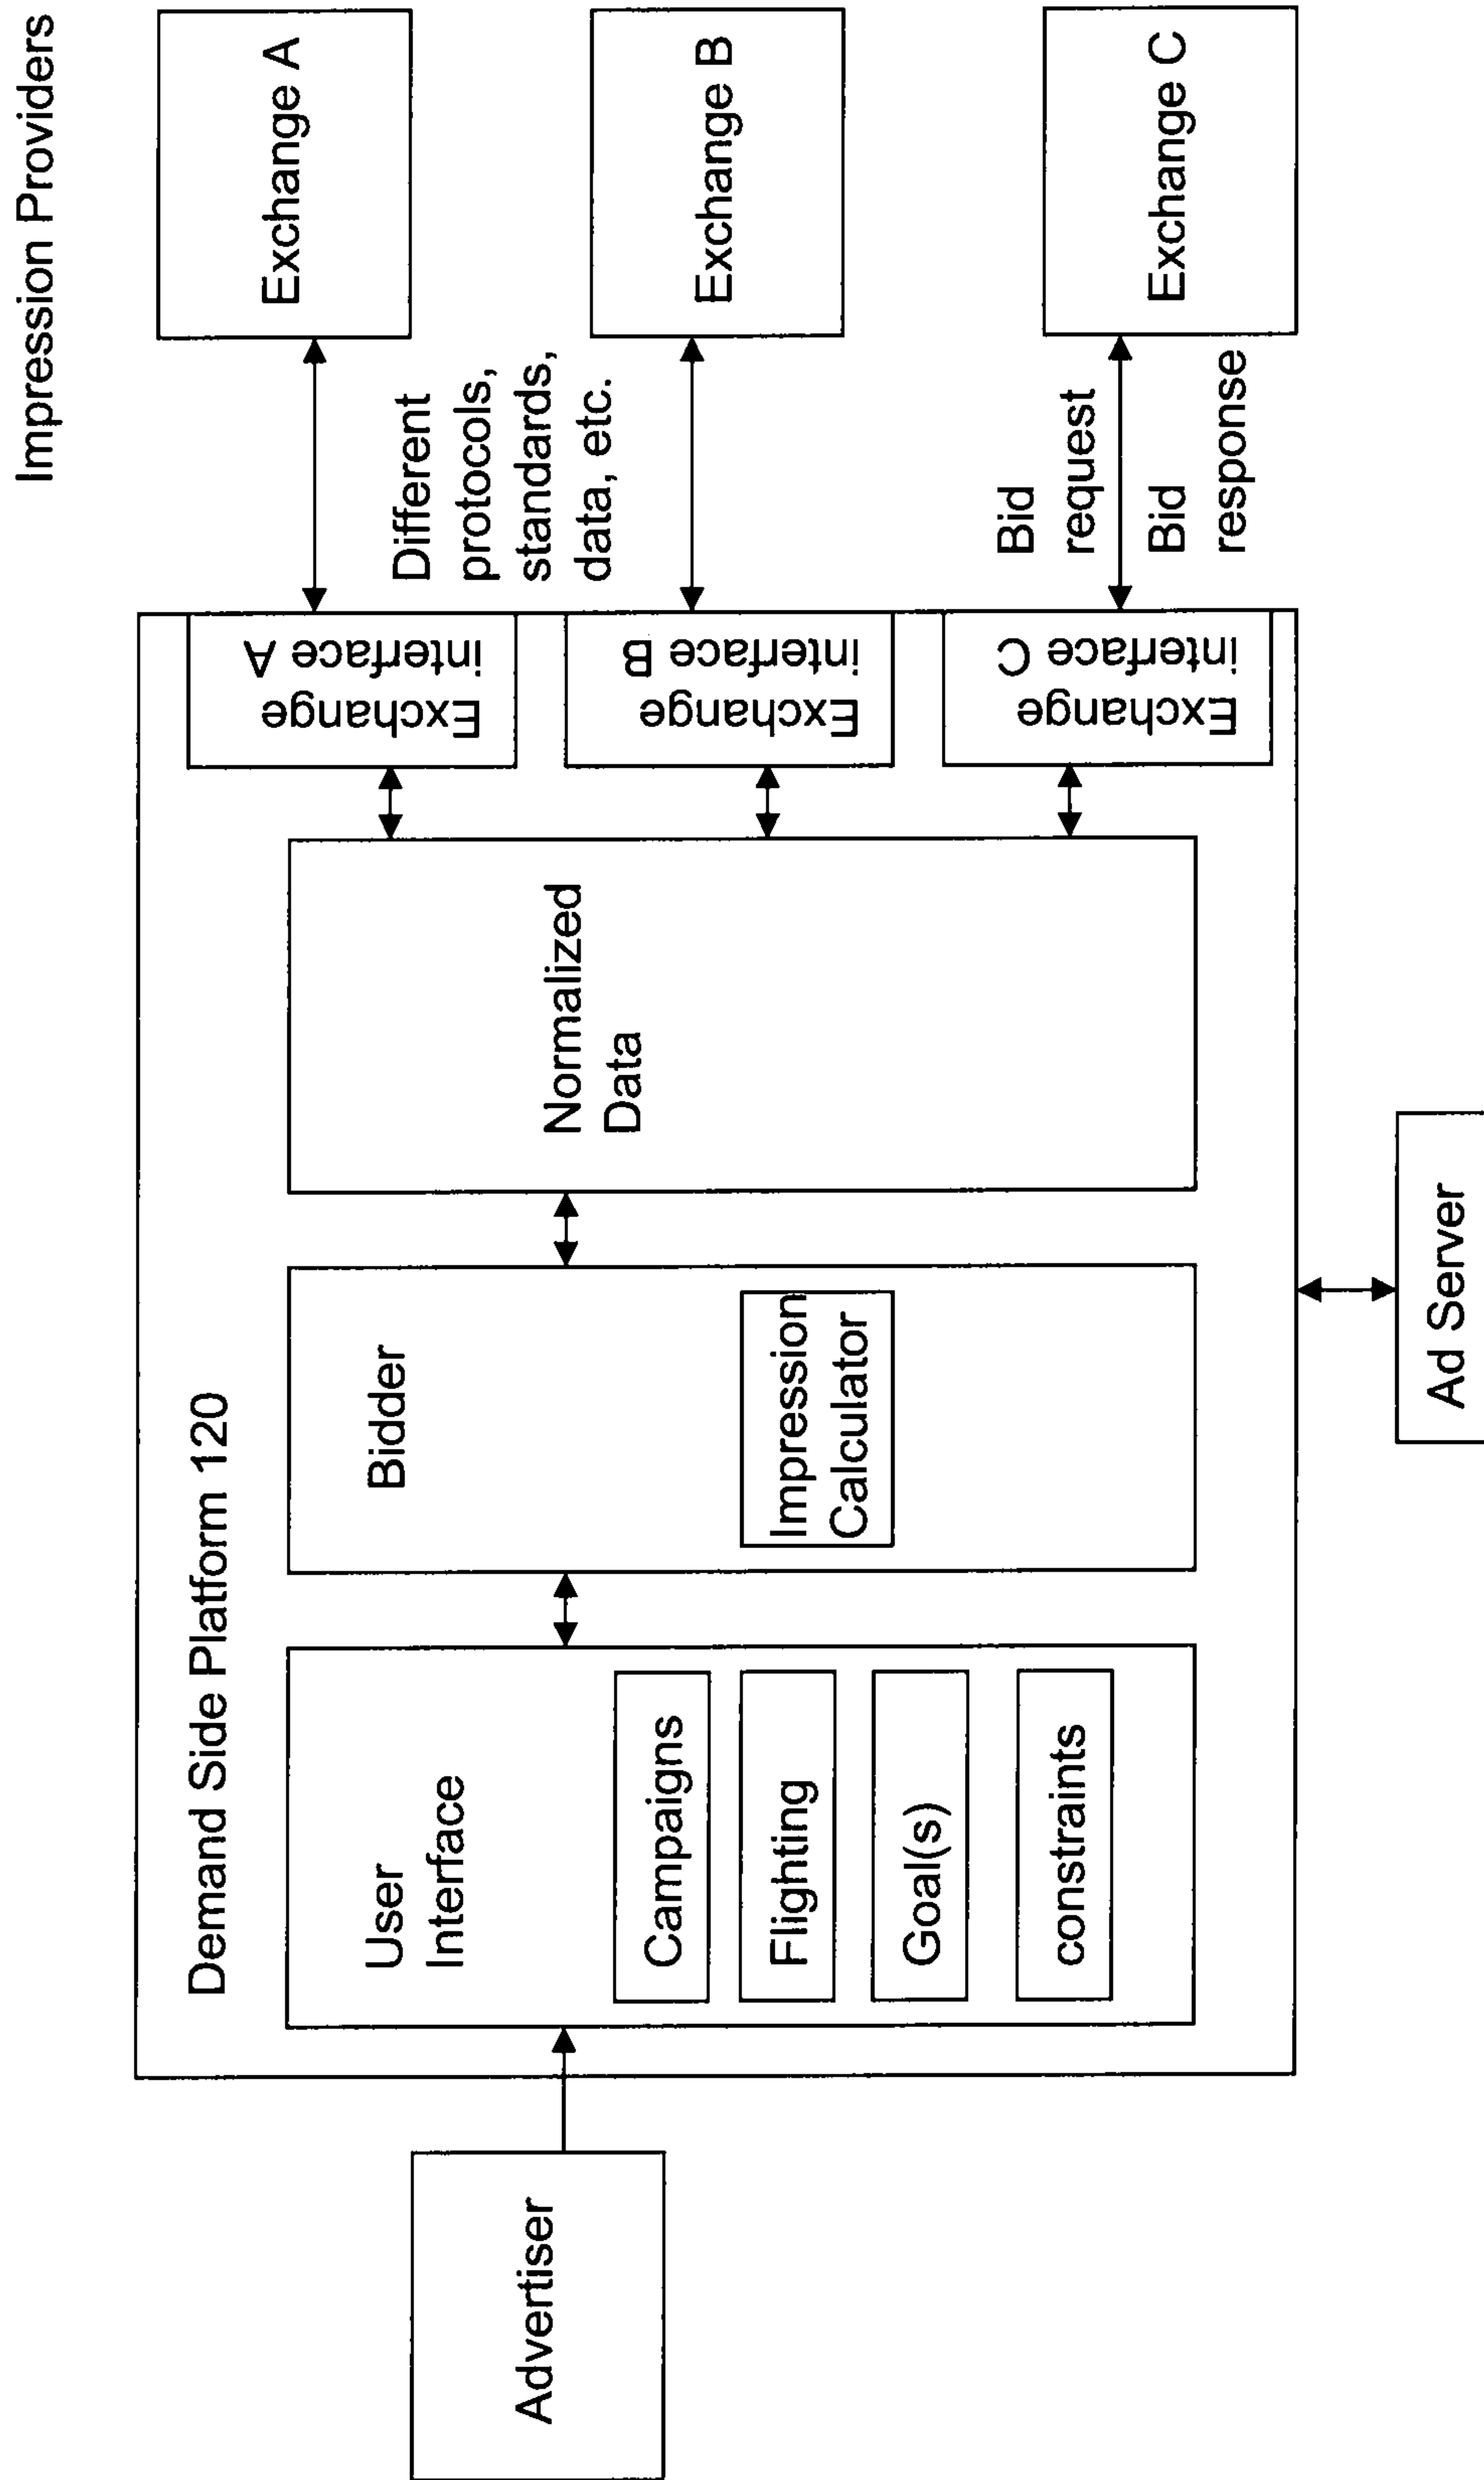 Impression Providers
Demand Side Platform 120
Advertiser
User
Interface
Campaigns
Flighting
Goal(s)
constraints
Bidder
Impression
Calculator
Normalized
Data
Exchange
interface A
Exchange
interface B
Exchange
interface C
Different
protocols,
standards,
data, etc.
Bid
request
Bid
response
Exchange A
Exchange B
Exchange C
Ad Server